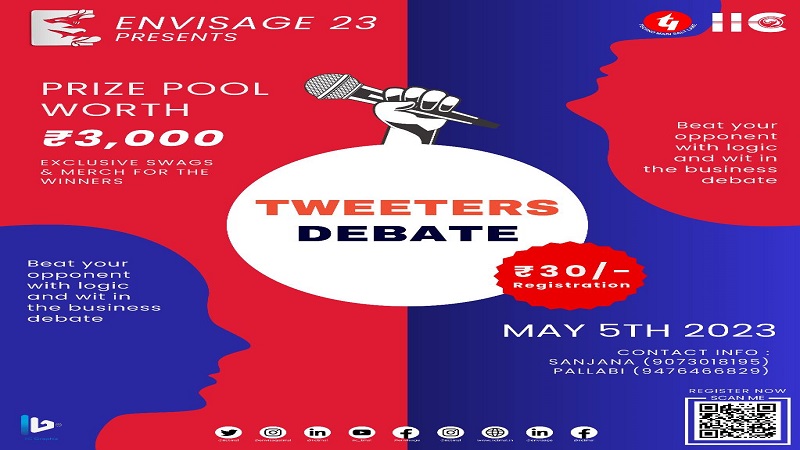 ENVISAGE 23
PRESENTS
IIC
PRIZE POOL
WORTH
₹3,000
EXCLUSIVE SWAGS
& MERCH FOR THE
WINNERS
Beat your
opponent
with logic
and wit in
the business
debate
TWEETERS
DEBATE
₹30/-
Registration
Beat your
opponent
with logic
and wit in
the business
debate
MAY 5TH 2023
CONTACT INFO :
SANJANA (9073018195)
PALLABI (9476466829)
REGISTER NOW
SCAN ME